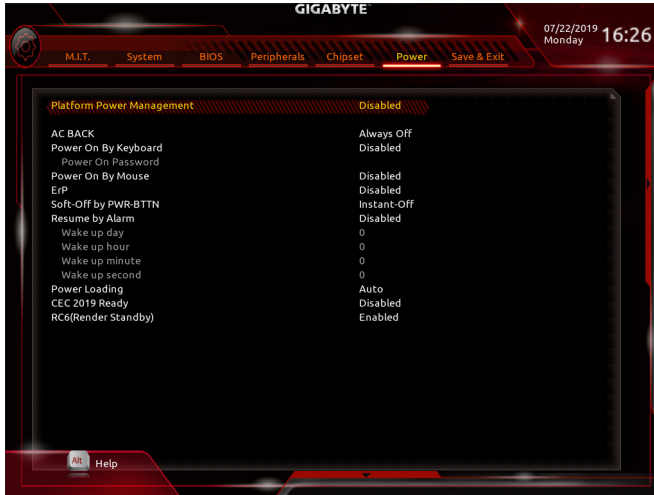 GIGABYTE™
07/22/2019 Monday 16:26
M.I.T. System BIOS Peripherals Chipset Power Save & Exit
Platform Power Management Disabled
AC BACK Always Off
Power On By Keyboard Disabled
Power On Password
Power On By Mouse Disabled
ErP Disabled
Soft-Off by PWR-BTTN Instant-Off
Resume by Alarm Disabled
Wake up day 0
Wake up hour 0
Wake up minute 0
Wake up second 0
Power Loading Auto
CEC 2019 Ready Disabled
RC6(Render Standby) Enabled
Alt Help